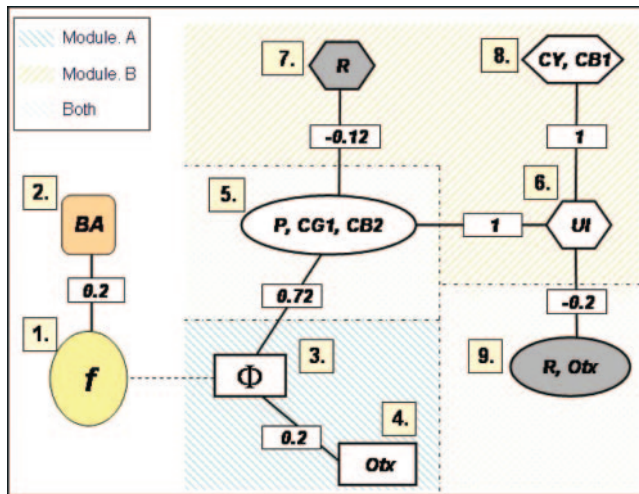 Module. A
Module. B
Both
7.
R
8.
CY, CB1
-0.12
1
2.
BA
5.
P, CG1, CB2
1
6.
UI
0.2
0.72
-0.2
1.
f
Φ
3.
9.
R, Otx
4.
0.2
Otx